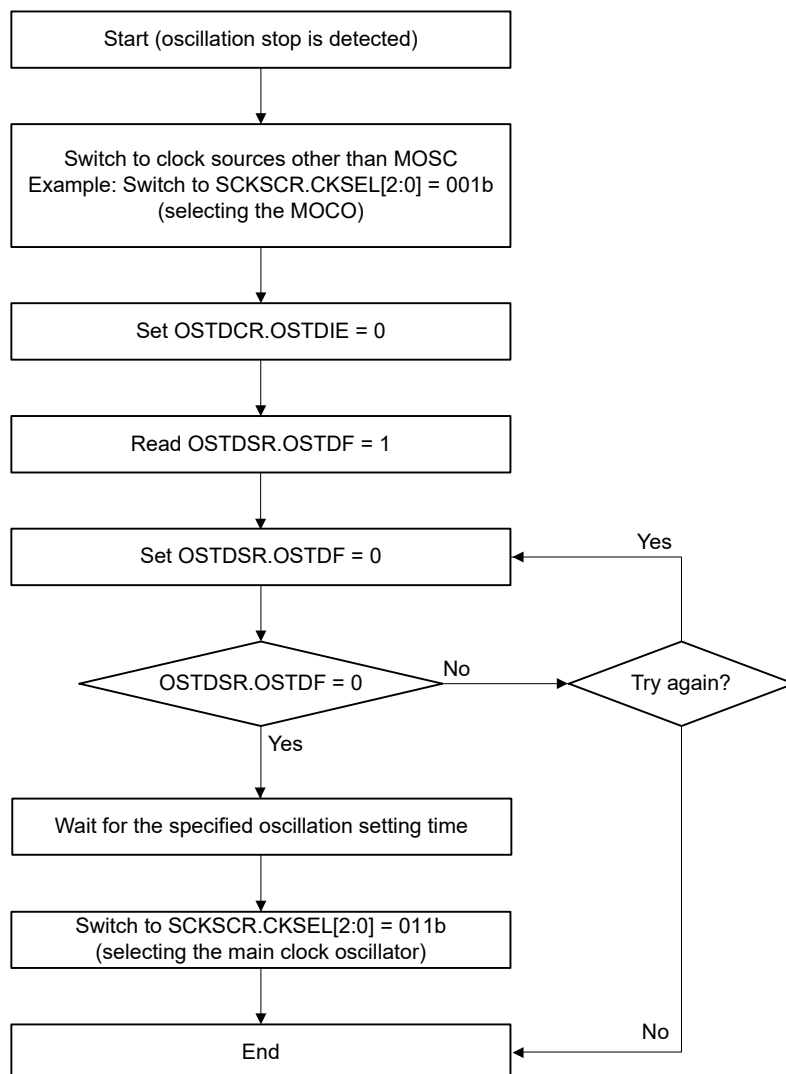 Start (oscillation stop is detected)
Switch to clock sources other than MOSC
Example: Switch to SCKSCR.CKSEL[2:0] = 001b
(selecting the MOCO)
Set OSTDCR.OSTDIE = 0
Read OSTDSR.OSTDF = 1
Set OSTDSR.OSTDF = 0
Yes
OSTDSR.OSTDF = 0
No
Try again?
Yes
Wait for the specified oscillation setting time
Switch to SCKSCR.CKSEL[2:0] = 011b
(selecting the main clock oscillator)
No
End